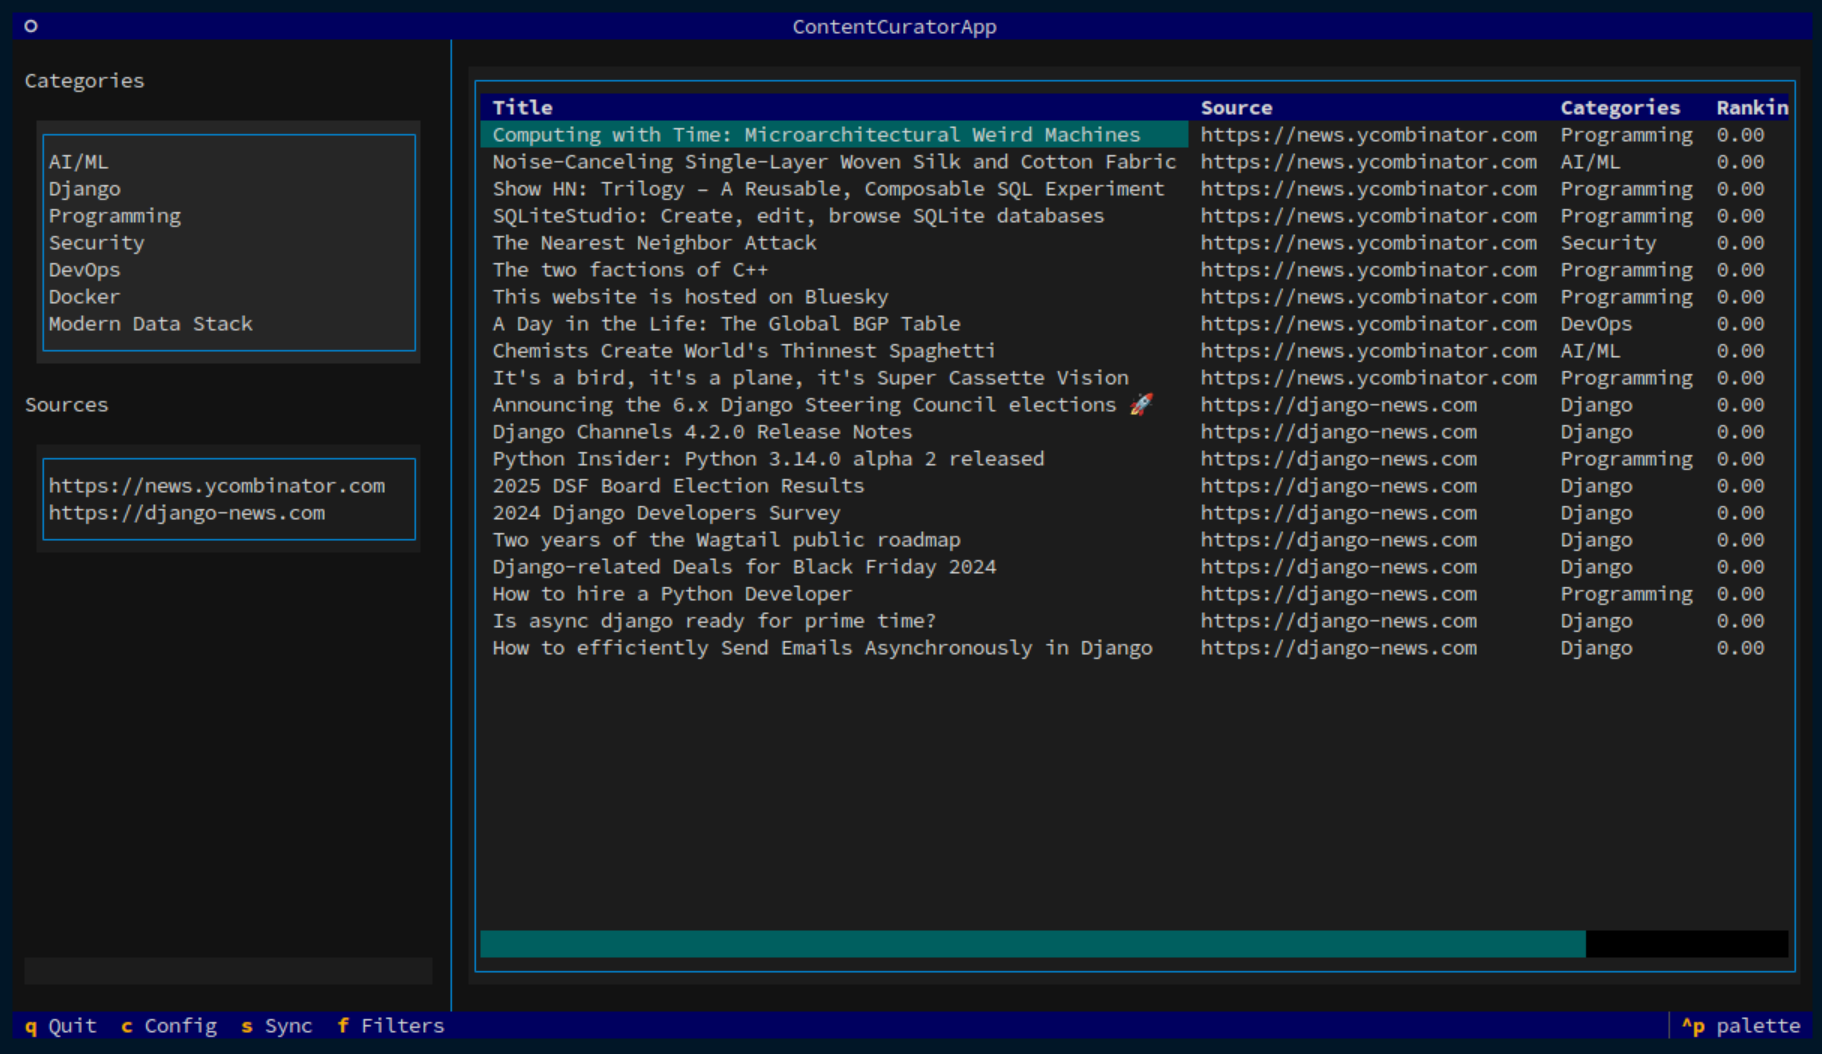 ContentCuratorApp
Categories
AI/ML
Django
Programming
Security
DevOps
Docker
Modern Data Stack
Sources
https://news.ycombinator.com
https://django-news.com
Title Source Categories Rankin
Computing with Time: Microarchitectural Weird Machines https://news.ycombinator.com Programming 0.00
Noise-Canceling Single-Layer Woven Silk and Cotton Fabric https://news.ycombinator.com AI/ML 0.00
Show HN: Trilogy – A Reusable, Composable SQL Experiment https://news.ycombinator.com Programming 0.00
SQLiteStudio: Create, edit, browse SQLite databases https://news.ycombinator.com Programming 0.00
The Nearest Neighbor Attack https://news.ycombinator.com Security 0.00
The two factions of C++ https://news.ycombinator.com Programming 0.00
This website is hosted on Bluesky https://news.ycombinator.com Programming 0.00
A Day in the Life: The Global BGP Table https://news.ycombinator.com DevOps 0.00
Chemists Create World's Thinnest Spaghetti https://news.ycombinator.com AI/ML 0.00
It's a bird, it's a plane, it's Super Cassette Vision https://news.ycombinator.com Programming 0.00
Announcing the 6.x Django Steering Council elections 🚀 https://django-news.com Django 0.00
Django Channels 4.2.0 Release Notes https://django-news.com Django 0.00
Python Insider: Python 3.14.0 alpha 2 released https://django-news.com Programming 0.00
2025 DSF Board Election Results https://django-news.com Django 0.00
2024 Django Developers Survey https://django-news.com Django 0.00
Two years of the Wagtail public roadmap https://django-news.com Django 0.00
Django-related Deals for Black Friday 2024 https://django-news.com Django 0.00
How to hire a Python Developer https://django-news.com Programming 0.00
Is async django ready for prime time? https://django-news.com Django 0.00
How to efficiently Send Emails Asynchronously in Django https://django-news.com Django 0.00
q Quit c Config s Sync f Filters ^p palette